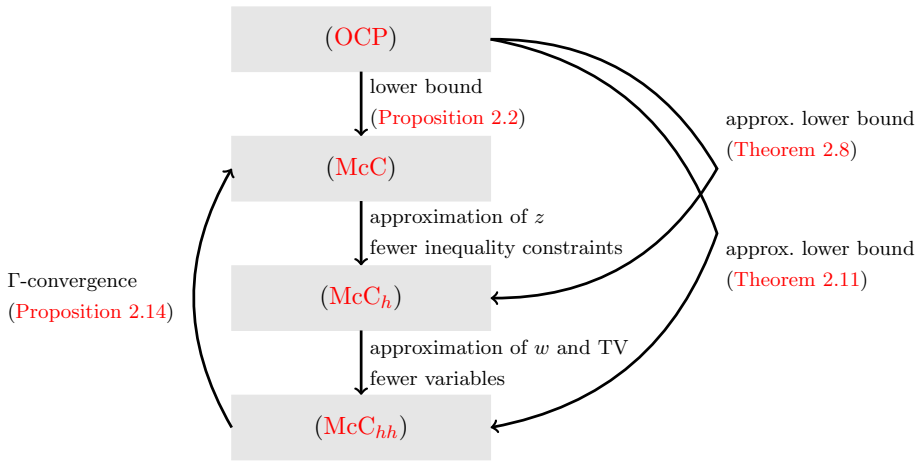 (OCP)
lower bound
(Proposition 2.2)
approx. lower bound
(Theorem 2.8)
(McC)
approximation of z
fewer inequality constraints
approx. lower bound
(Theorem 2.11)
Γ-convergence
(Proposition 2.14)
(McC_h)
approximation of w and TV
fewer variables
(McC_hh)